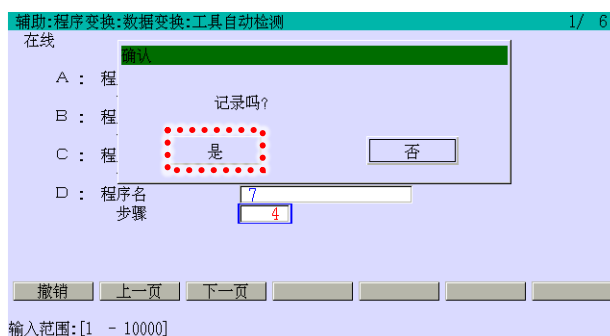 辅助:程序变换:数据变换:工具自动检测 1/ 6
在线
确认
记录吗?
是 否
A : 程
B : 程
C : 程
D : 程序名 7
步骤 4
撤销 上一页 下一页
输入范围:[1 - 10000]